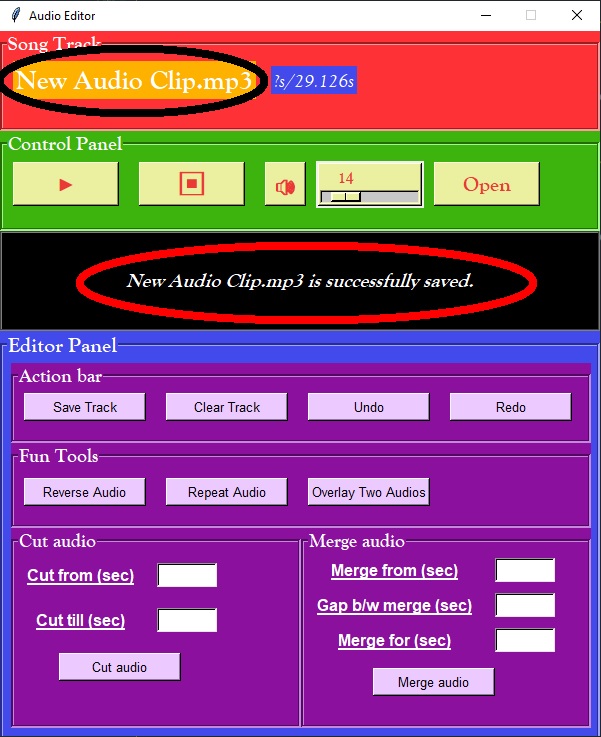 Audio Editor
Song Track
New Audio Clip.mp3 ?s/29.126s
Control Panel
14
Open
New Audio Clip.mp3 is successfully saved.
Editor Panel
Action bar
Save Track Clear Track Undo Redo
Fun Tools
Reverse Audio Repeat Audio Overlay Two Audios
Cut audio
Cut from (sec)
Cut till (sec)
Cut audio
Merge audio
Merge from (sec)
Gap b/w merge (sec)
Merge for (sec)
Merge audio